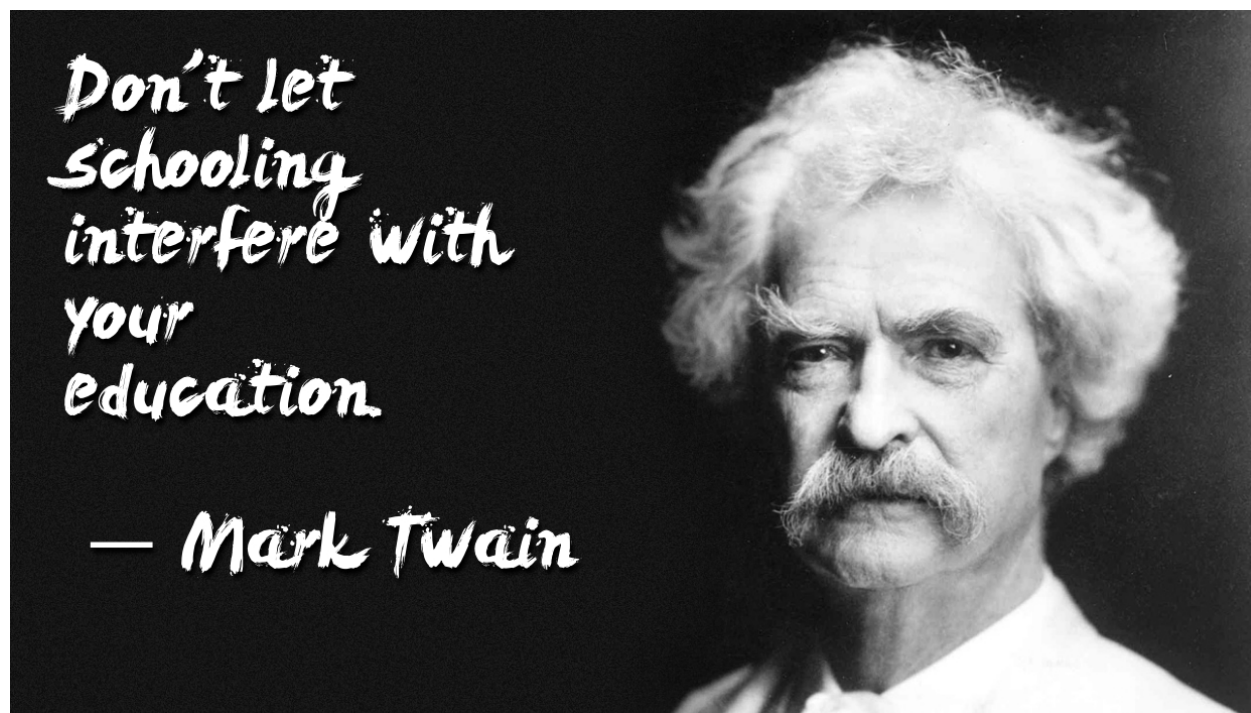 Don't let
schooling
interfere with
your
education.
— Mark Twain